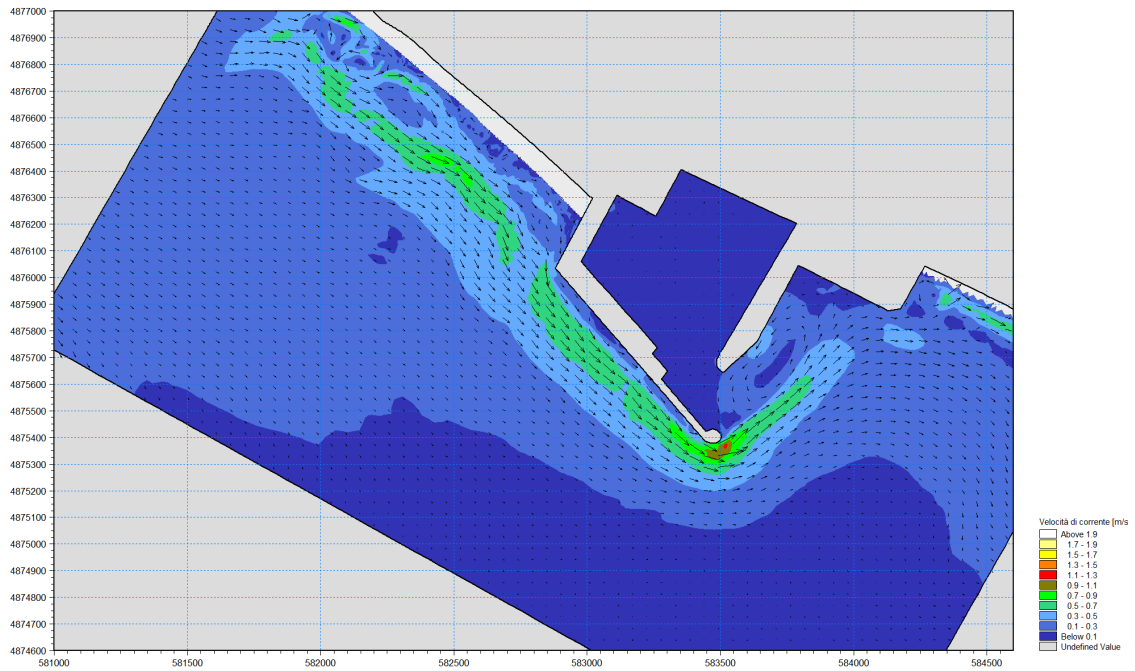 4877000
4876900
4876800
4876700
4876600
4876500
4876400
4876300
4876200
4876100
4876000
4875900
4875800
4875700
4875600
4875500
4875400
4875300
4875200
4875100
4875000
4874900
4874800
4874700
4874600
581000 581500 582000 582500 583000 583500 584000 584500
Velocità di corrente [m/s
Above 1.9
1.7 - 1.9
1.5 - 1.7
1.3 - 1.5
1.1 - 1.3
0.9 - 1.1
0.7 - 0.9
0.5 - 0.7
0.3 - 0.5
0.1 - 0.3
Below 0.1
Undefined Value